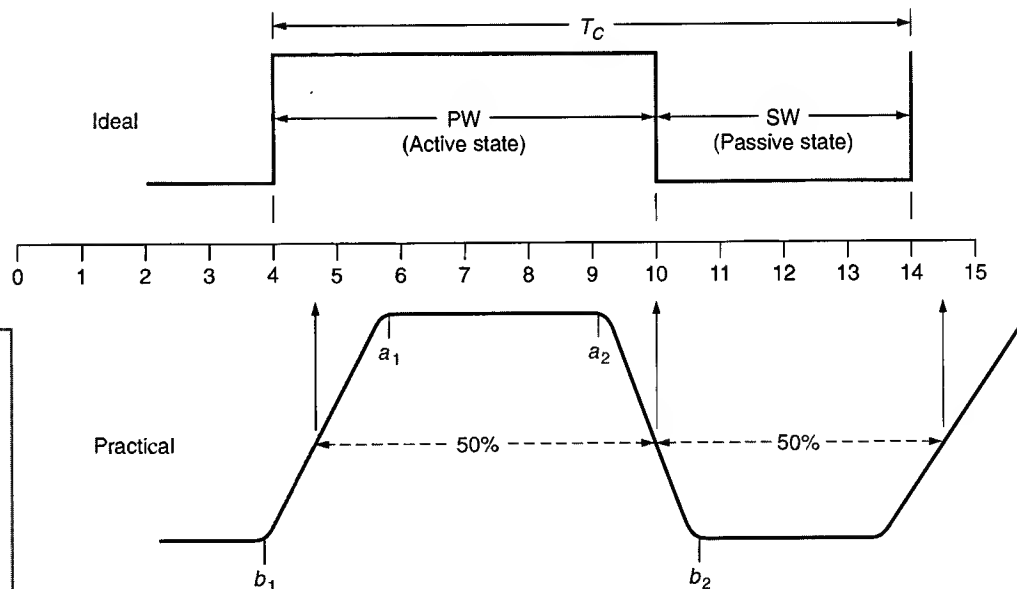 T_C
Ideal
PW
SW
(Active state)
(Passive state)
0 1 2 3 4 5 6 7 8 9 10 11 12 13 14 15
a_1
a_2
Practical
50%
50%
b_1
b_2